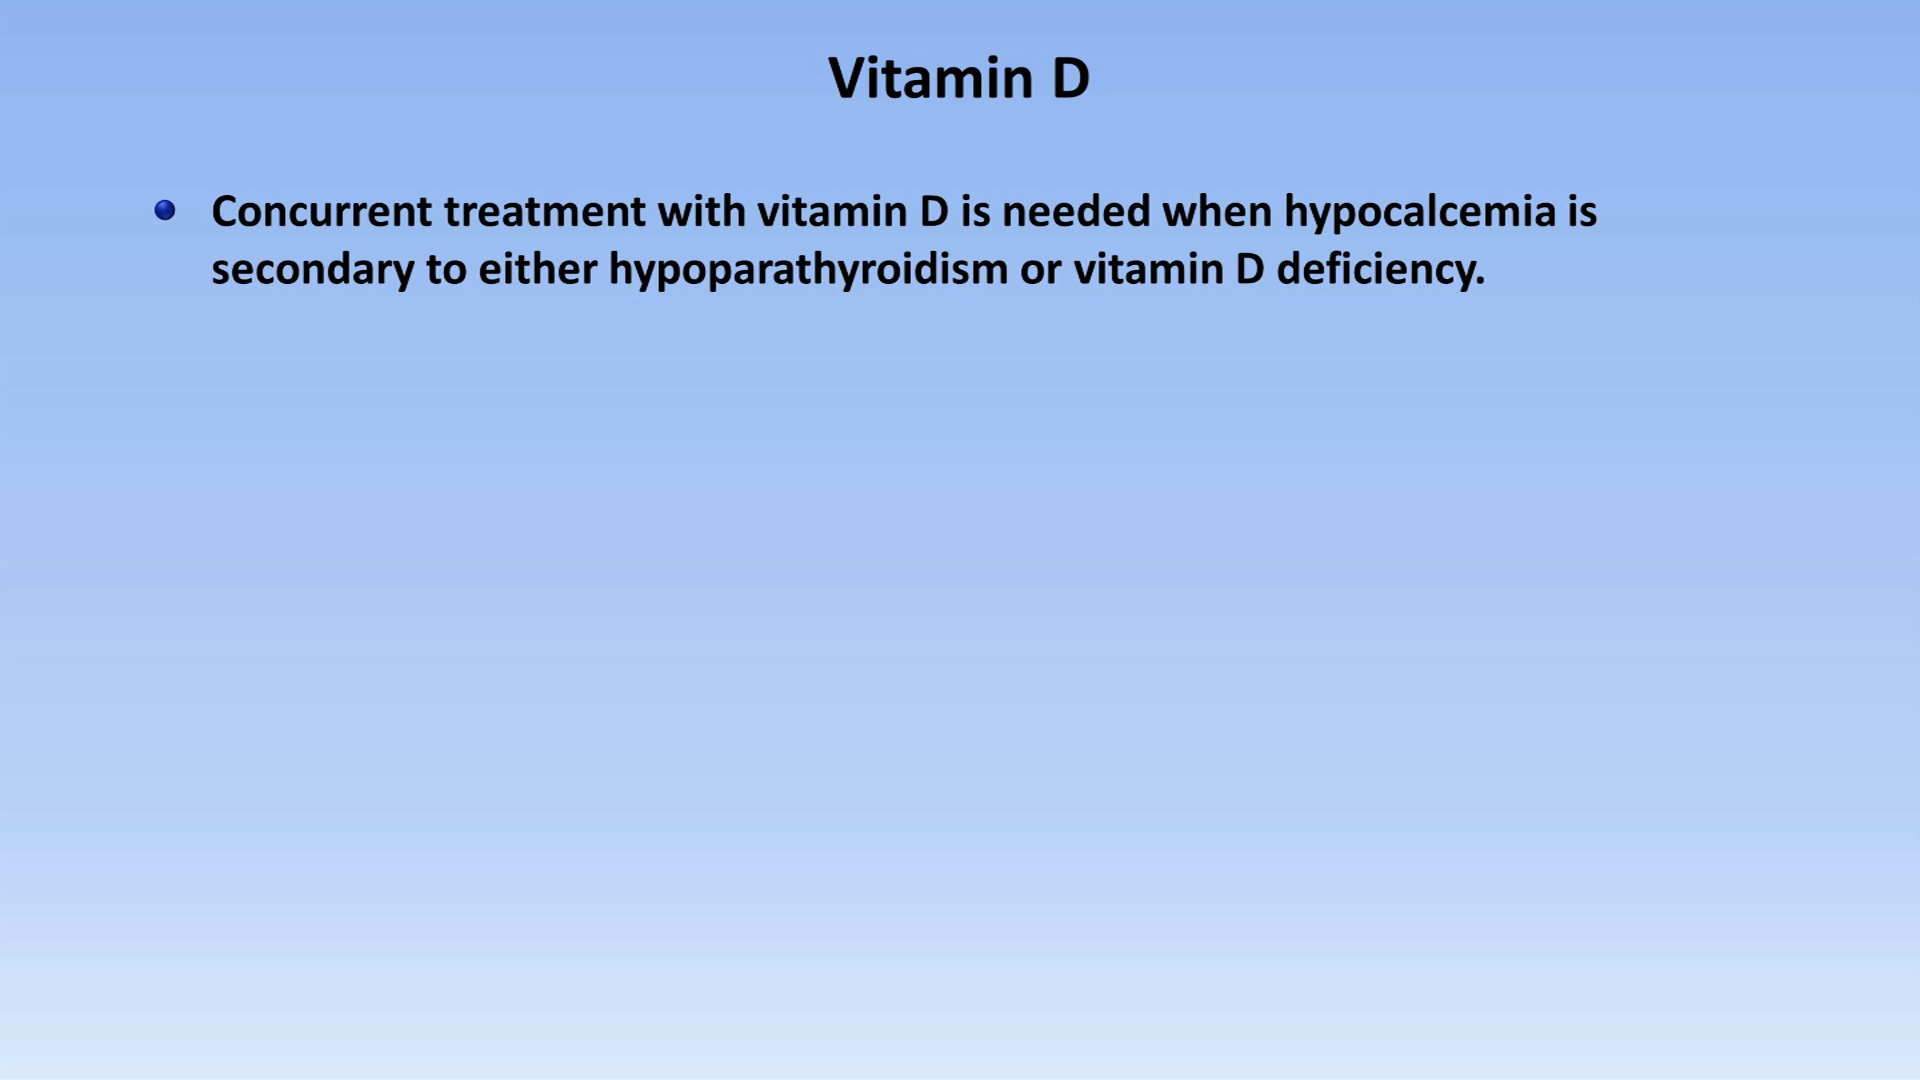 Vitamin D
Concurrent treatment with vitamin D is needed when hypocalcemia is
secondary to either hypoparathyroidism or vitamin D deficiency.